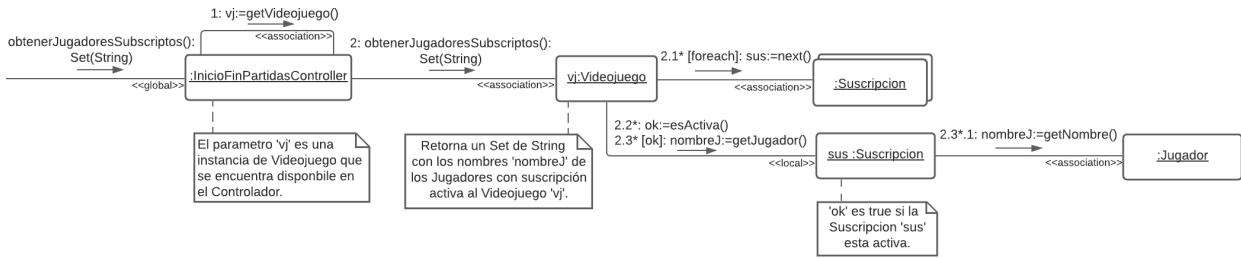 1: vj:=getVideojuego()
<<association>>
obtenerJugadoresSubscriptos():
Set(String)
<<global>>
:InicioFinPartidasController
2: obtenerJugadoresSubscriptos():
Set(String)
<<association>>
vj:Videojuego
2.1* [foreach]: sus:=next()
<<association>>
:Suscripcion
El parametro 'vj' es una
instancia de Videojuego que
se encuentra disponbile en
el Controlador.
Retorna un Set de String
con los nombres 'nombreJ' de
los Jugadores con suscripción
activa al Videojuego 'vj'.
2.2*: ok:=esActiva()
2.3* [ok]: nombreJ:=getJugador()
<<local>>
sus :Suscripcion
2.3*.1: nombreJ:=getNombre()
<<association>>
:Jugador
'ok' es true si la
Suscripcion 'sus'
esta activa.